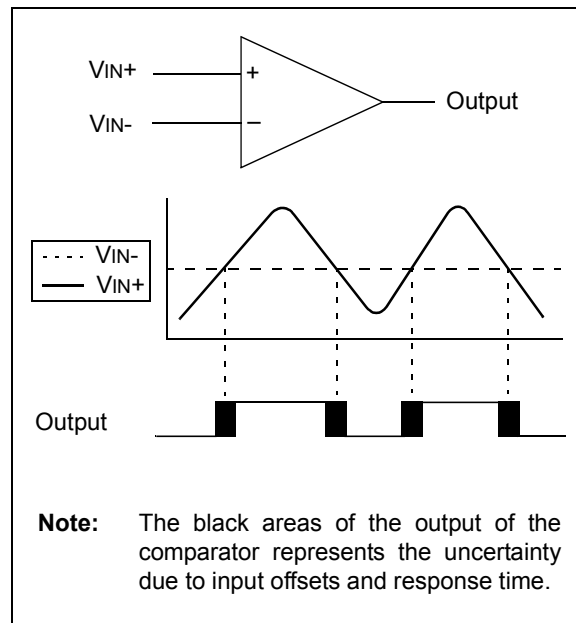 VIN+
+
Output
VIN-
–
VIN-
VIN+
Output
Note: The black areas of the output of the
comparator represents the uncertainty
due to input offsets and response time.